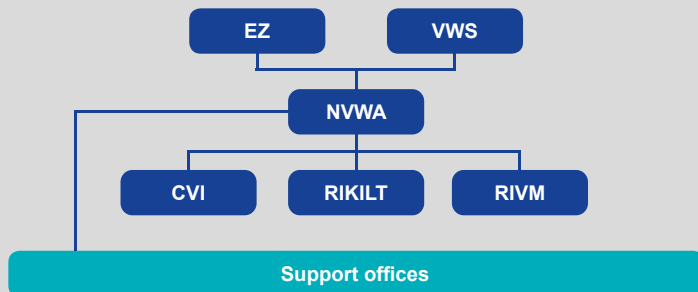 EZ
VWS
NVWA
CVI
RIKILT
RIVM
Support offices